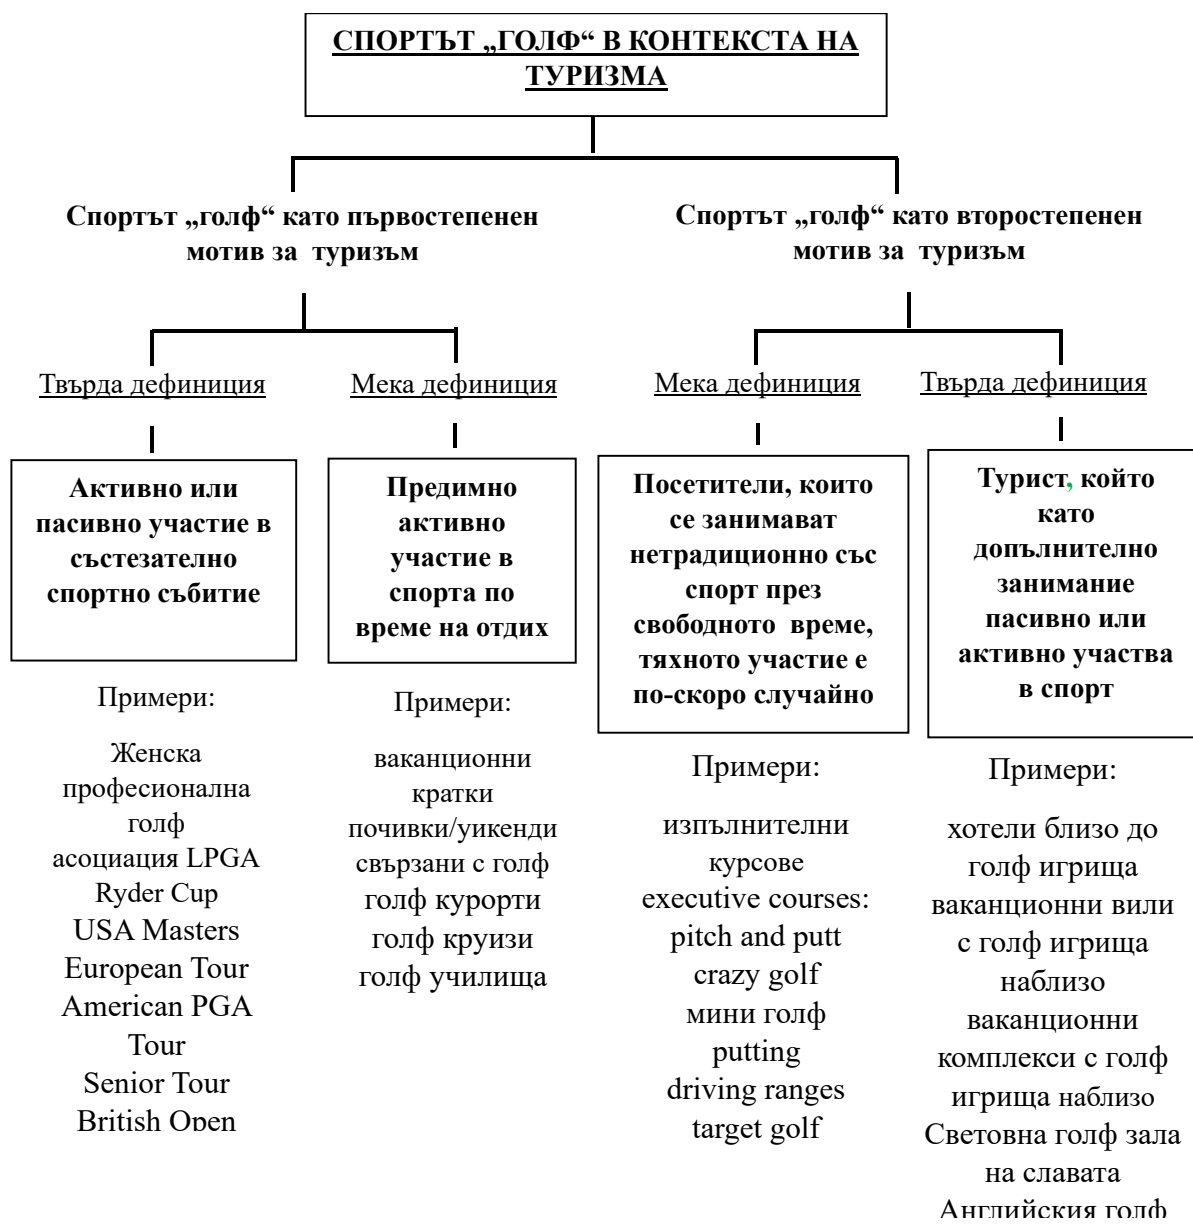 СПОРТЪТ „ГОЛФ“ В КОНТЕКСТА НА
ТУРИЗМА
Спортът „голф“ като първостепенен
мотив за туризъм
Спортът „голф“ като второстепенен
мотив за туризъм
Твърда дефиниция
Мека дефиниция
Мека дефиниция
Твърда дефиниция
Активно или
пасивно участие в
състезателно
спортно събитие
Предимно
активно
участие в
спорта по
време на отдих
Посетители, които
се занимават
нетрадиционно със
спорт през
свободното време,
тяхното участие е
по-скоро случайно
Турист, който
като
допълнително
занимание
пасивно или
активно участва
в спорт
Примери:
Женска
професионална
голф
асоциация LPGA
Ryder Cup
USA Masters
European Tour
American PGA
Tour
Senior Tour
British Open
Примери:
ваканционни
кратки
почивки/уикенди
свързани с голф
голф курорти
голф круизи
голф училища
Примери:
изпълнителни
курсове
executive courses:
pitch and putt
crazy golf
мини голф
putting
driving ranges
target golf
Примери:
хотели близо до
голф игрища
ваканционни вили
с голф игрища
наблизо
ваканционни
комплекси с голф
игрища наблизо
Световна голф зала
на славата
Английския голф